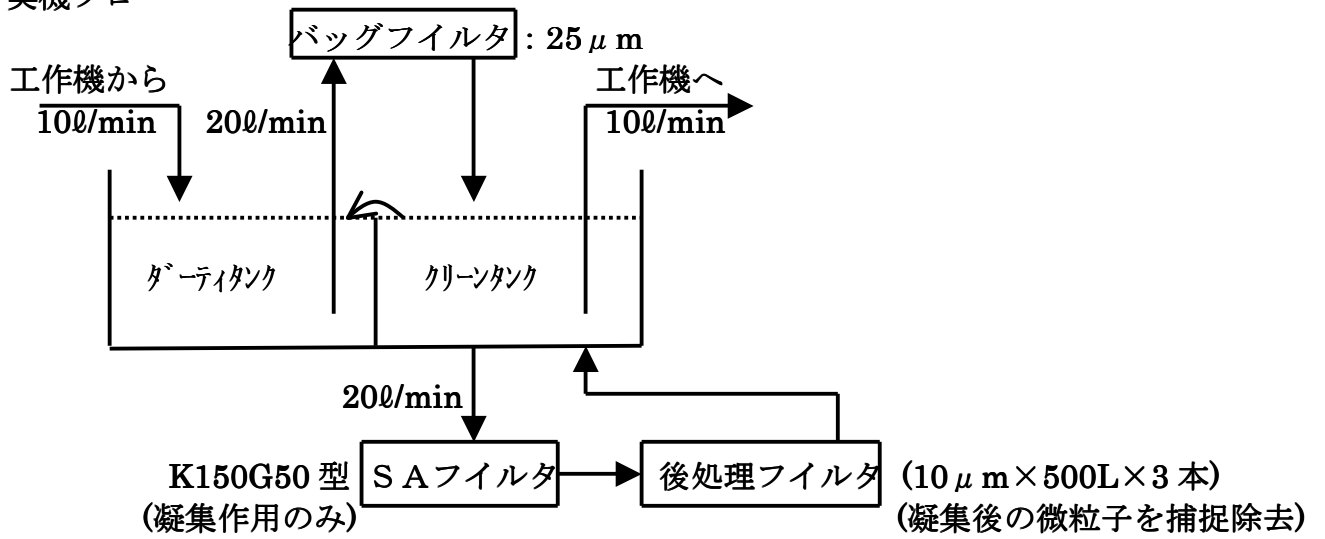 バッグフイルタ : 25μm
工作機から
工作機へ
10ℓ/min
20ℓ/min
10ℓ/min
ﾀﾞｰﾃｨﾀﾝｸ
ｸﾘｰﾝﾀﾝｸ
20ℓ/min
K150G50型 ＳＡフイルタ 後処理フイルタ (10μm×500L×3本)
(凝集作用のみ)
(凝集後の微粒子を捕捉除去)